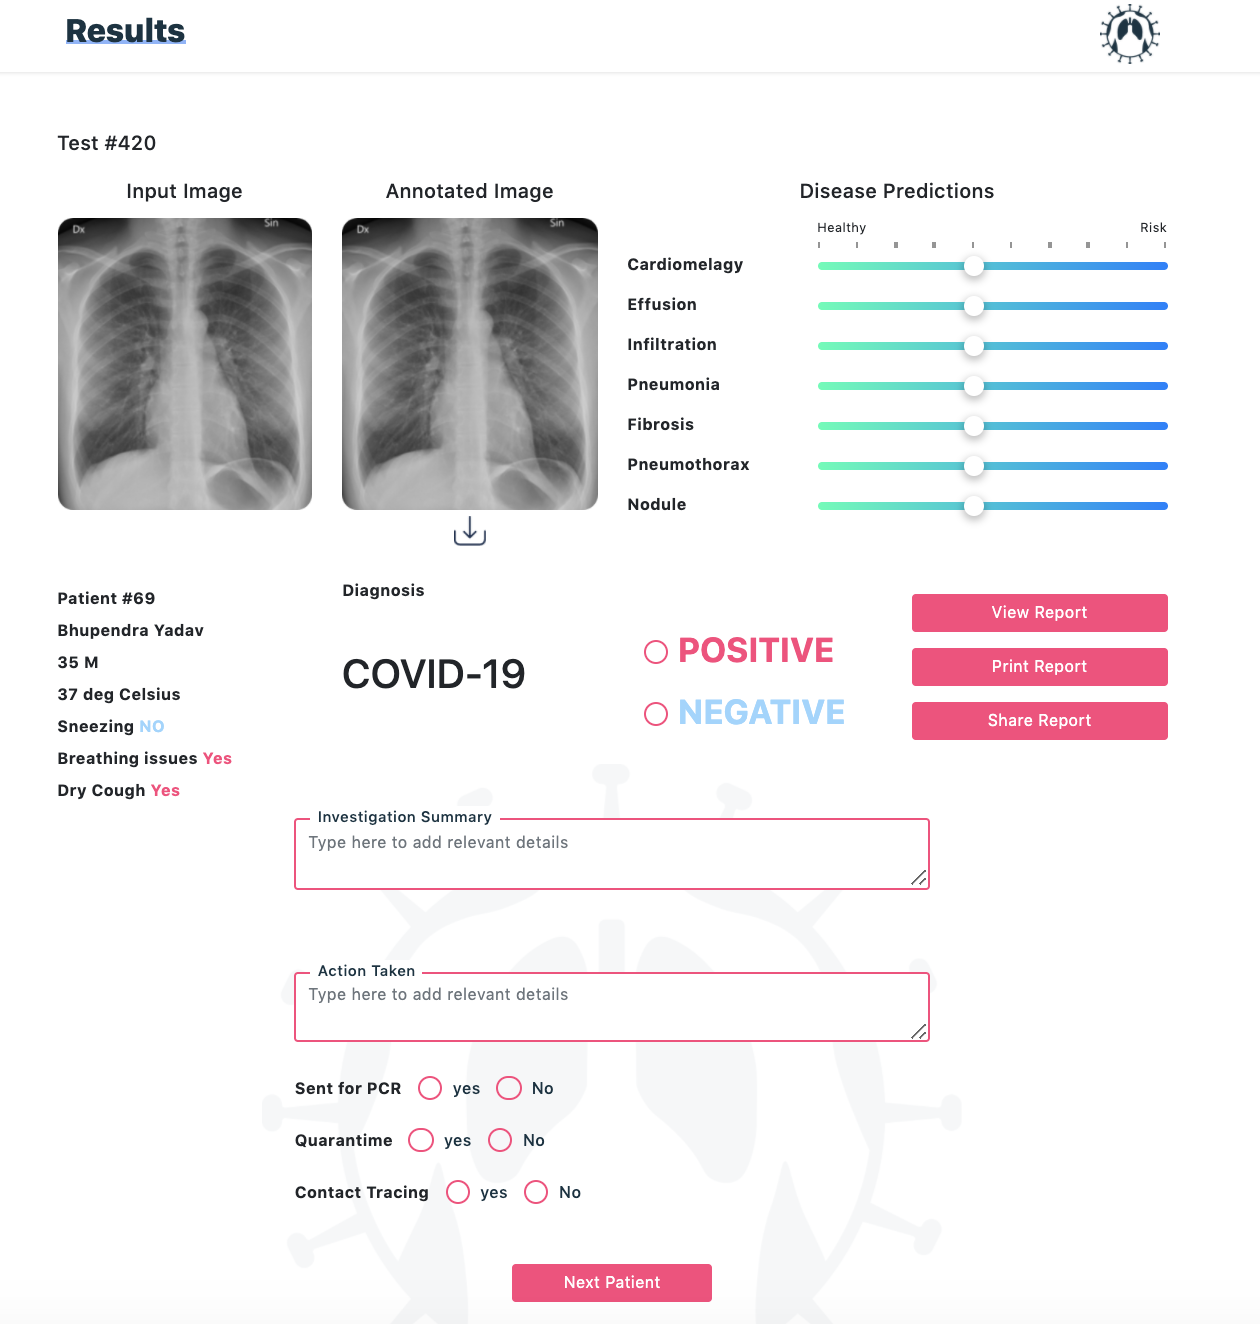 Results
Test #420
Input Image
Annotated Image
Disease Predictions
Dx
Sin
Dx
Sin
Healthy
Risk
Cardiomelagy
Effusion
Infiltration
Pneumonia
Fibrosis
Pneumothorax
Nodule
Patient #69
Bhupendra Yadav
35 M
37 deg Celsius
Sneezing NO
Breathing issues Yes
Dry Cough Yes
Diagnosis
COVID-19
POSITIVE
NEGATIVE
View Report
Print Report
Share Report
Investigation Summary
Type here to add relevant details
Action Taken
Type here to add relevant details
Sent for PCR yes No
Quarantime yes No
Contact Tracing yes No
Next Patient